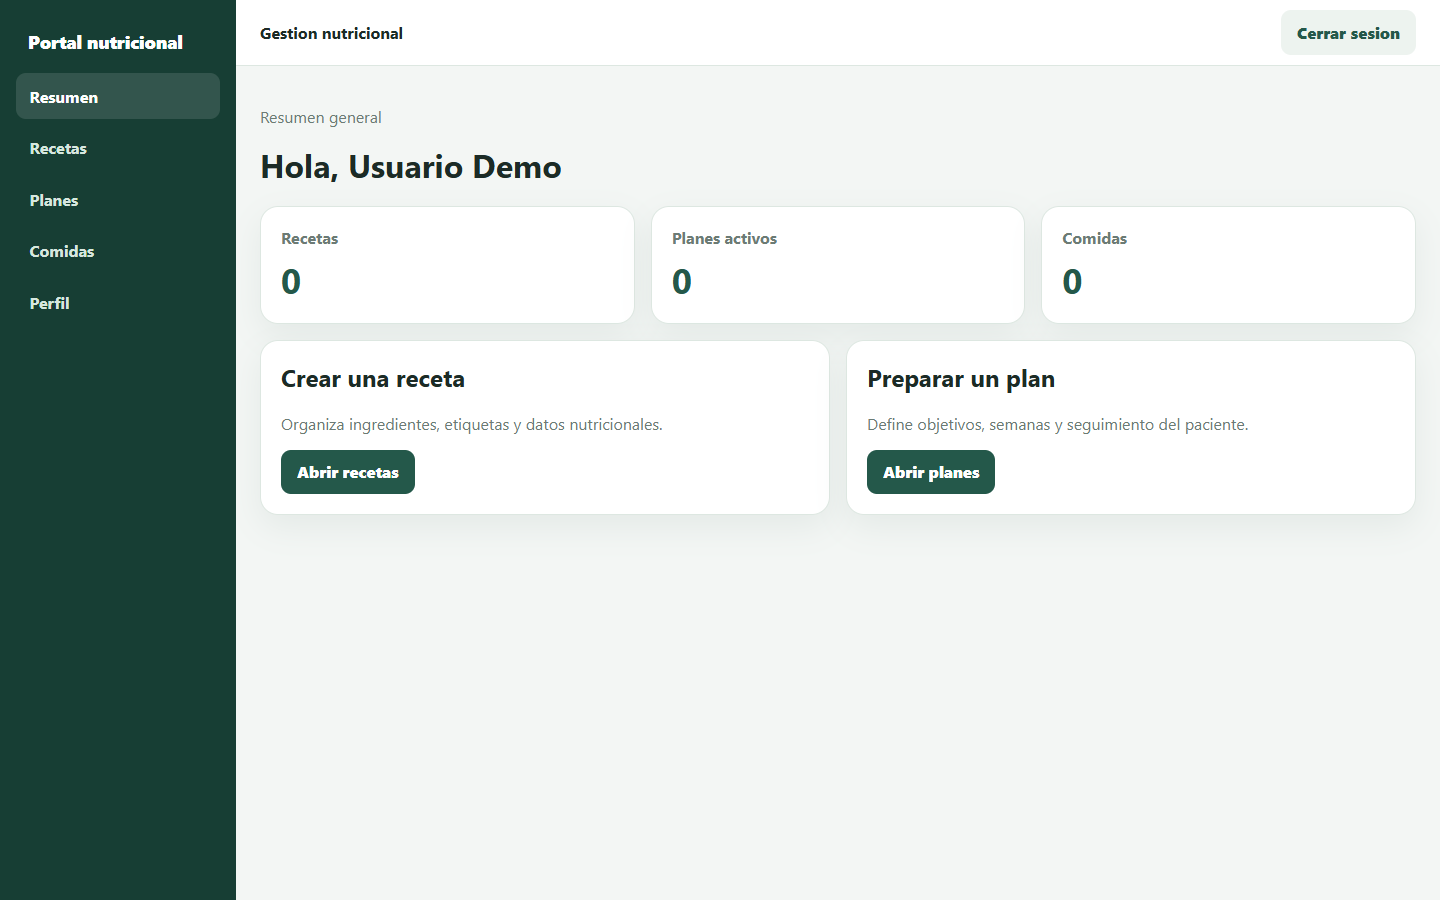 Portal nutricional
Resumen
Recetas
Planes
Comidas
Perfil
Gestion nutricional
Cerrar sesion
Resumen general
Hola, Usuario Demo
Recetas
0
Planes activos
0
Comidas
0
Crear una receta
Organiza ingredientes, etiquetas y datos nutricionales.
Abrir recetas
Preparar un plan
Define objetivos, semanas y seguimiento del paciente.
Abrir planes